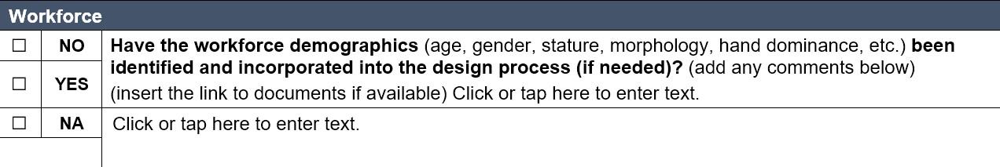 Workforce
☐ NO Have the workforce demographics (age, gender, stature, morphology, hand dominance, etc.) been
identified and incorporated into the design process (if needed)? (add any comments below)
☐ YES (insert the link to documents if available) Click or tap here to enter text.
☐ NA Click or tap here to enter text.